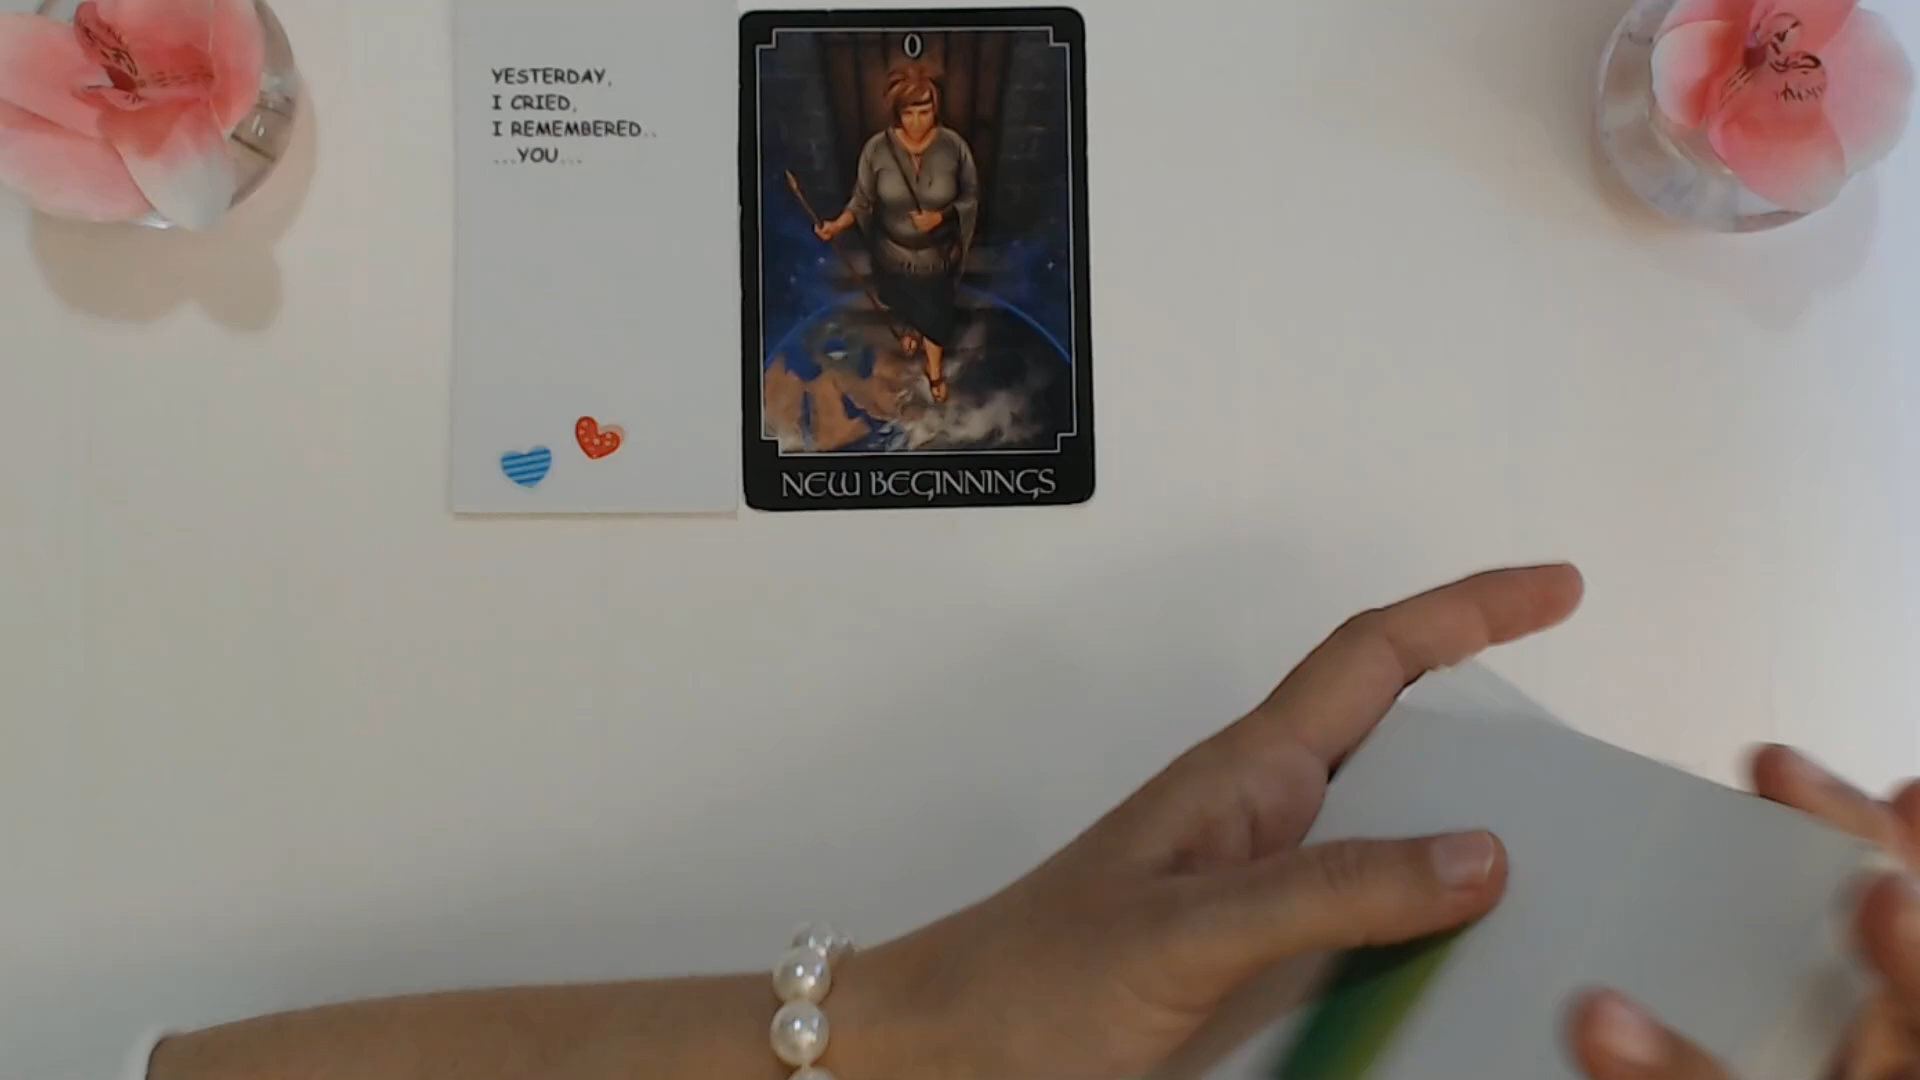 YESTERDAY,
I CRIED,
I REMEMBERED..
...YOU...
0
NEW BEGINNINGS